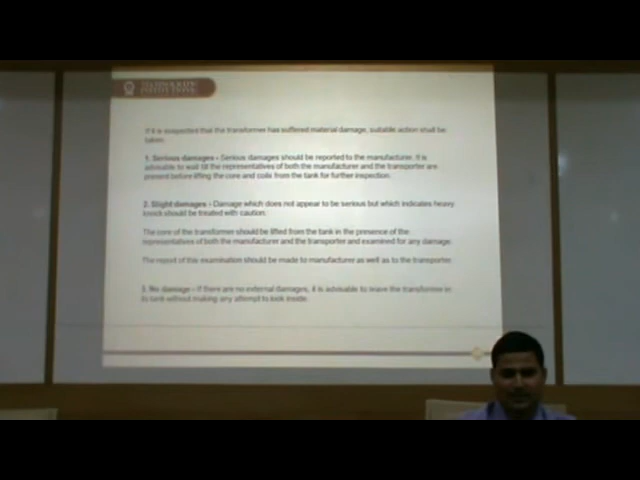 If it is suspected that the transformer has suffered material damage, suitable action shall be
taken:
1. Serious damages - Serious damages should be reported to the manufacturer. It is
advisable to wait till the representatives of both the manufacturer and the transporter are
present before lifting the core and coils from the tank for further inspection.
2. Slight damages - Damage which does not appear to be serious but which indicates heavy
knock should be treated with caution.
The core of the transformer should be lifted from the tank in the presence of the
representatives of both the manufacturer and the transporter and examined for any damage.
The report of this examination should be made to manufacturer as well as to the transporter
3. No damage - If there are no external damages, it is advisable to leave the transformer in
its tank without making any attempt to look inside.